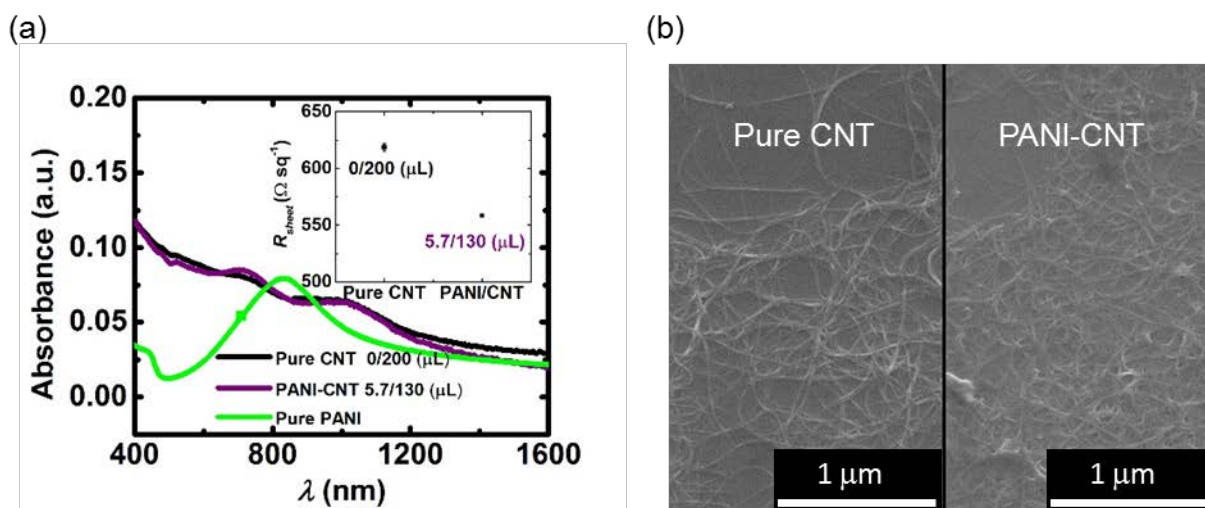 (a)
(b)
0.20
0.15
0.10
0.05
0.00
Absorbance (a.u.)
650
600
550
500
R_sheet (Ω sq⁻¹)
0/200 (μL)
5.7/130 (μL)
Pure CNT PANI/CNT
Pure CNT 0/200 (μL)
PANI-CNT 5.7/130 (μL)
Pure PANI
400 800 1200 1600
λ (nm)
Pure CNT
PANI-CNT
1 μm
1 μm